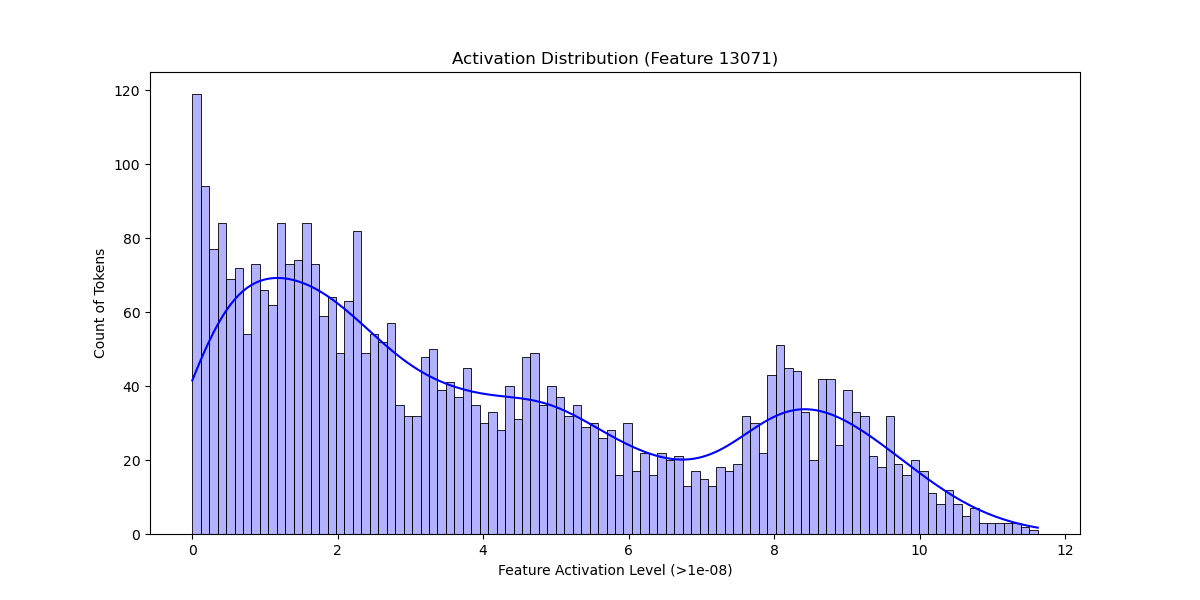 Activation Distribution (Feature 13071)
120
100
80
60
40
20
0
Count of Tokens
0 2 4 6 8 10 12
Feature Activation Level (>1e-08)